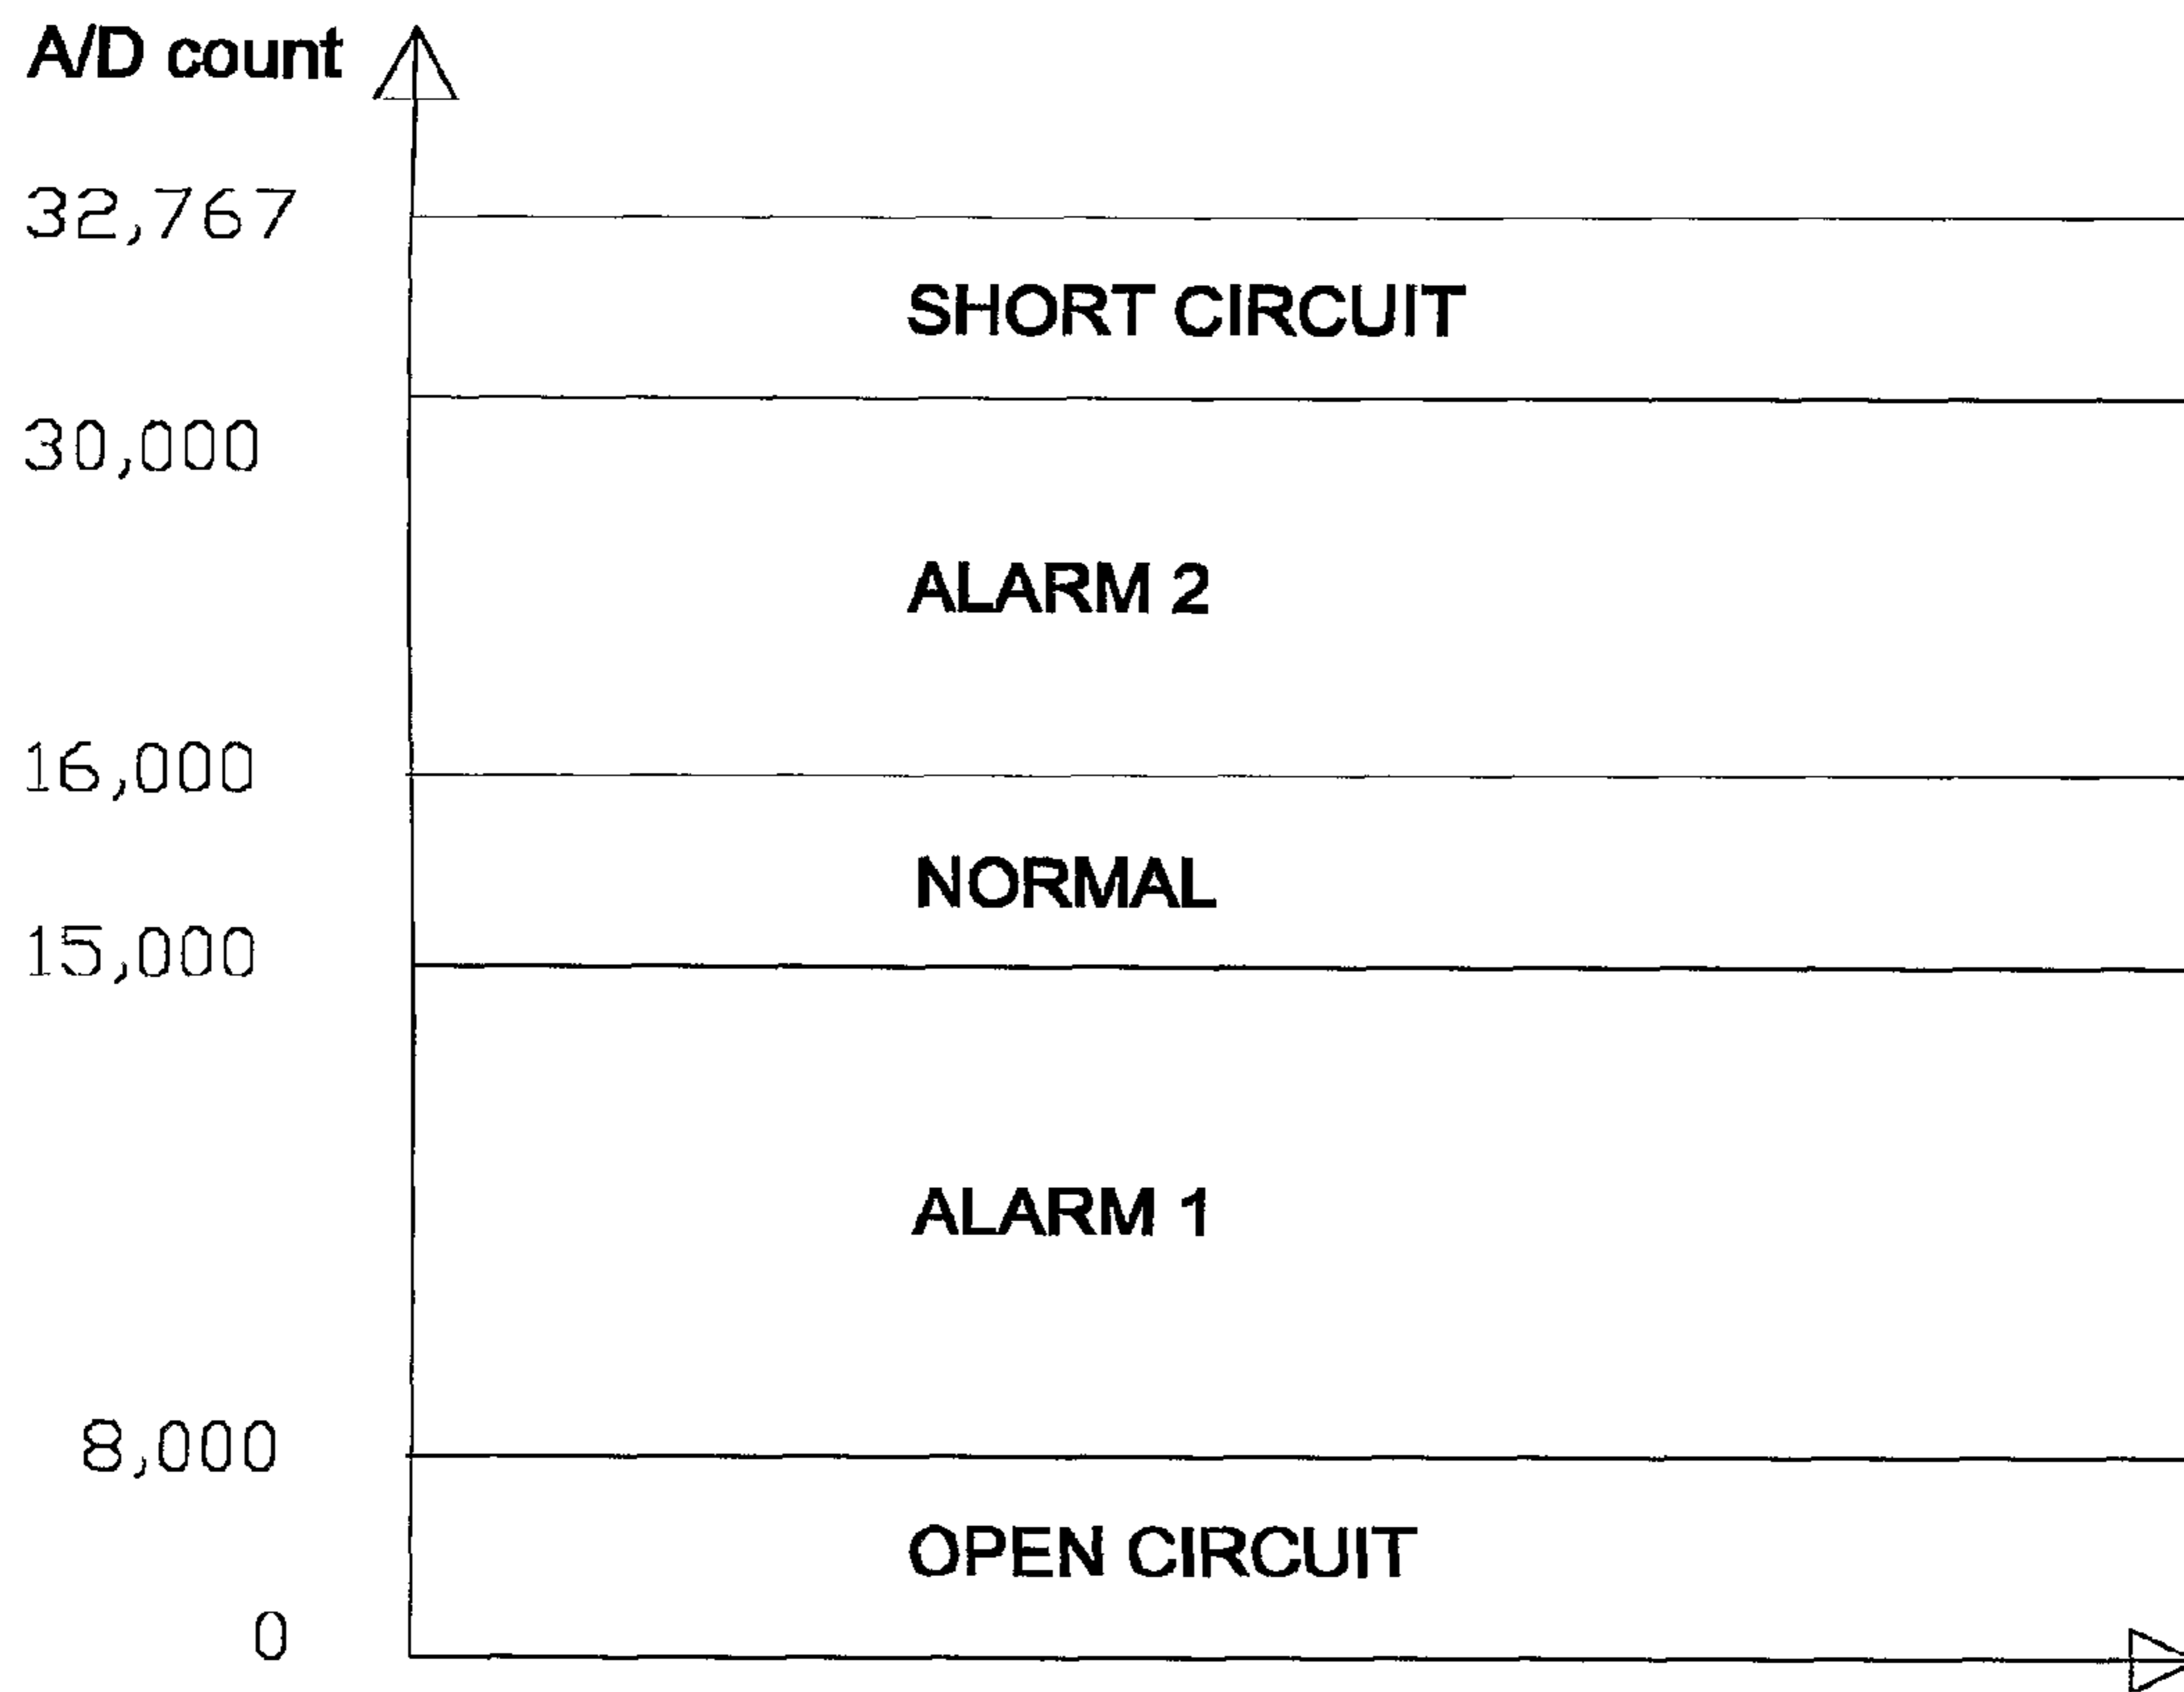 A/D count
32,767
SHORT CIRCUIT
30,000
ALARM 2
16,000
NORMAL
15,000
ALARM 1
8,000
OPEN CIRCUIT
0